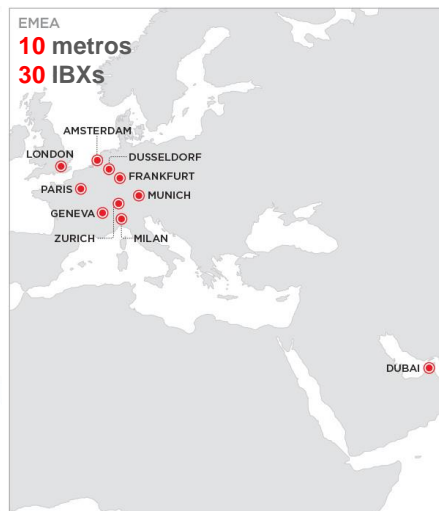 EMEA
10 metros
30 IBXs
AMSTERDAM
LONDON
DUSSELDORF
FRANKFURT
PARIS
MUNICH
GENEVA
ZURICH
MILAN
DUBAI